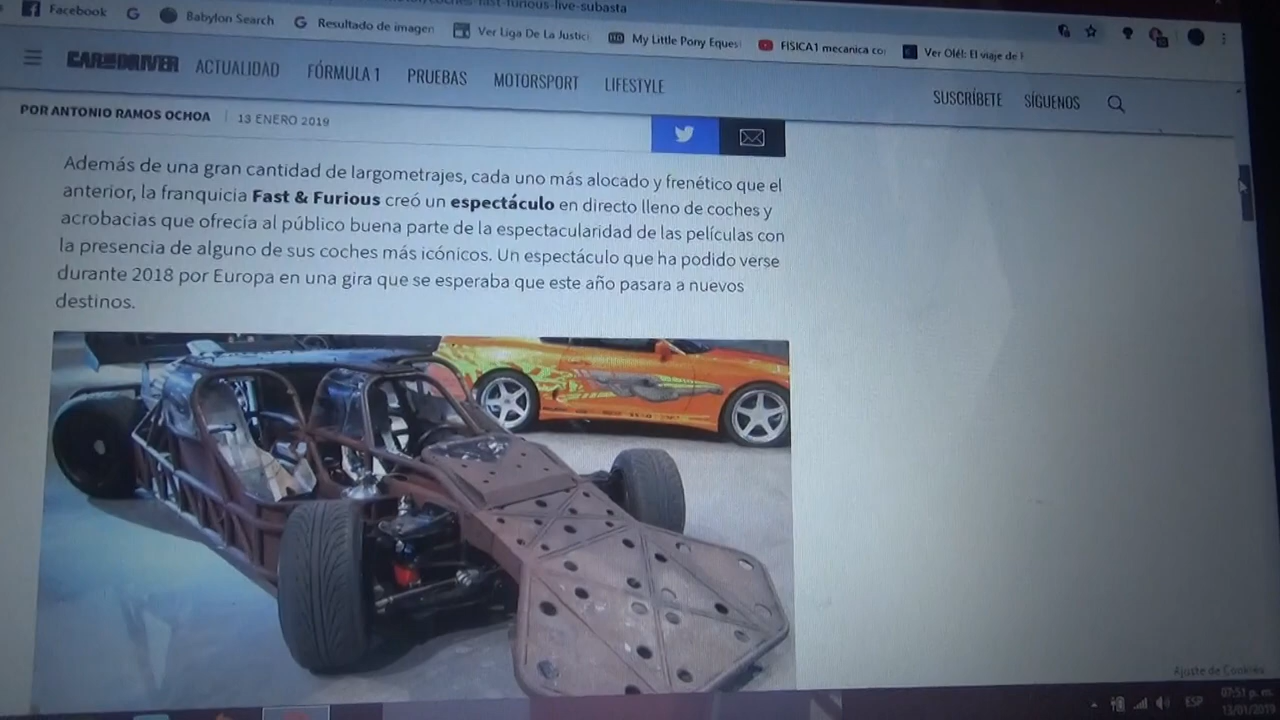 fast-furious-live-subasta
Facebook
Babylon Search
Resultado de imagen
Ver Liga De La Justici
My Little Pony Eques
FISICA1 mecanica co
Ver Olé!: El viaje de F
CAR AND DRIVER ACTUALIDAD FÓRMULA 1 PRUEBAS MOTORSPORT LIFESTYLE SUSCRÍBETE SÍGUENOS
POR ANTONIO RAMOS OCHOA | 13 ENERO 2019
Además de una gran cantidad de largometrajes, cada uno más alocado y frenético que el
anterior, la franquicia Fast & Furious creó un espectáculo en directo lleno de coches y
acrobacias que ofrecía al público buena parte de la espectacularidad de las películas con
la presencia de alguno de sus coches más icónicos. Un espectáculo que ha podido verse
durante 2018 por Europa en una gira que se esperaba que este año pasara a nuevos
destinos.
Ajuste de Cookies
ESP
07:51 p. m.
13/01/2019